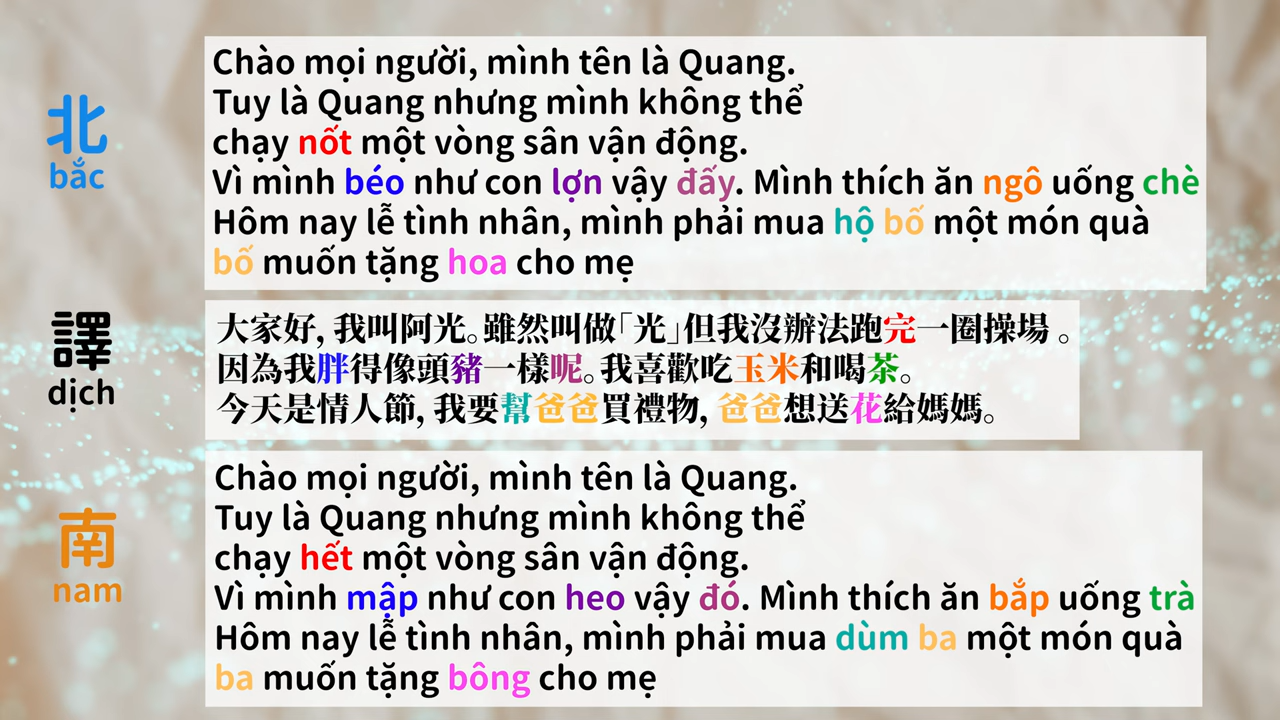 北
bắc
Chào mọi người, mình tên là Quang.
Tuy là Quang nhưng mình không thể
chạy nốt một vòng sân vận động.
Vì mình béo như con lợn vậy đấy. Mình thích ăn ngô uống chè
Hôm nay lễ tình nhân, mình phải mua hộ bố một món quà
bố muốn tặng hoa cho mẹ
譯
dịch
大家好, 我叫阿光。雖然叫做「光」但我沒辦法跑完一圈操場 。
因為我胖得像頭豬一樣呢。我喜歡吃玉米和喝茶。
今天是情人節, 我要幫爸爸買禮物, 爸爸想送花給媽媽。
南
nam
Chào mọi người, mình tên là Quang.
Tuy là Quang nhưng mình không thể
chạy hết một vòng sân vận động.
Vì mình mập như con heo vậy đó. Mình thích ăn bắp uống trà
Hôm nay lễ tình nhân, mình phải mua dùm ba một món quà
ba muốn tặng bông cho mẹ